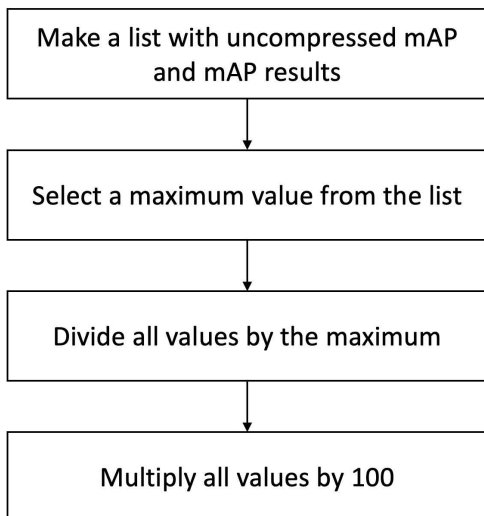 Make a list with uncompressed mAP
and mAP results
Select a maximum value from the list
Divide all values by the maximum
Multiply all values by 100